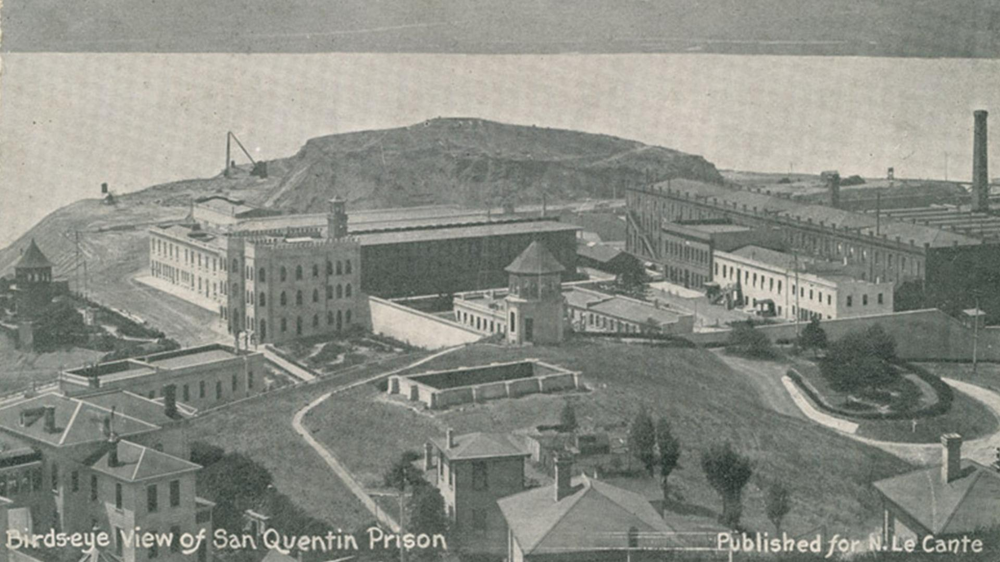 Birds-eye View of San Quentin Prison
Published for N. Le Cante